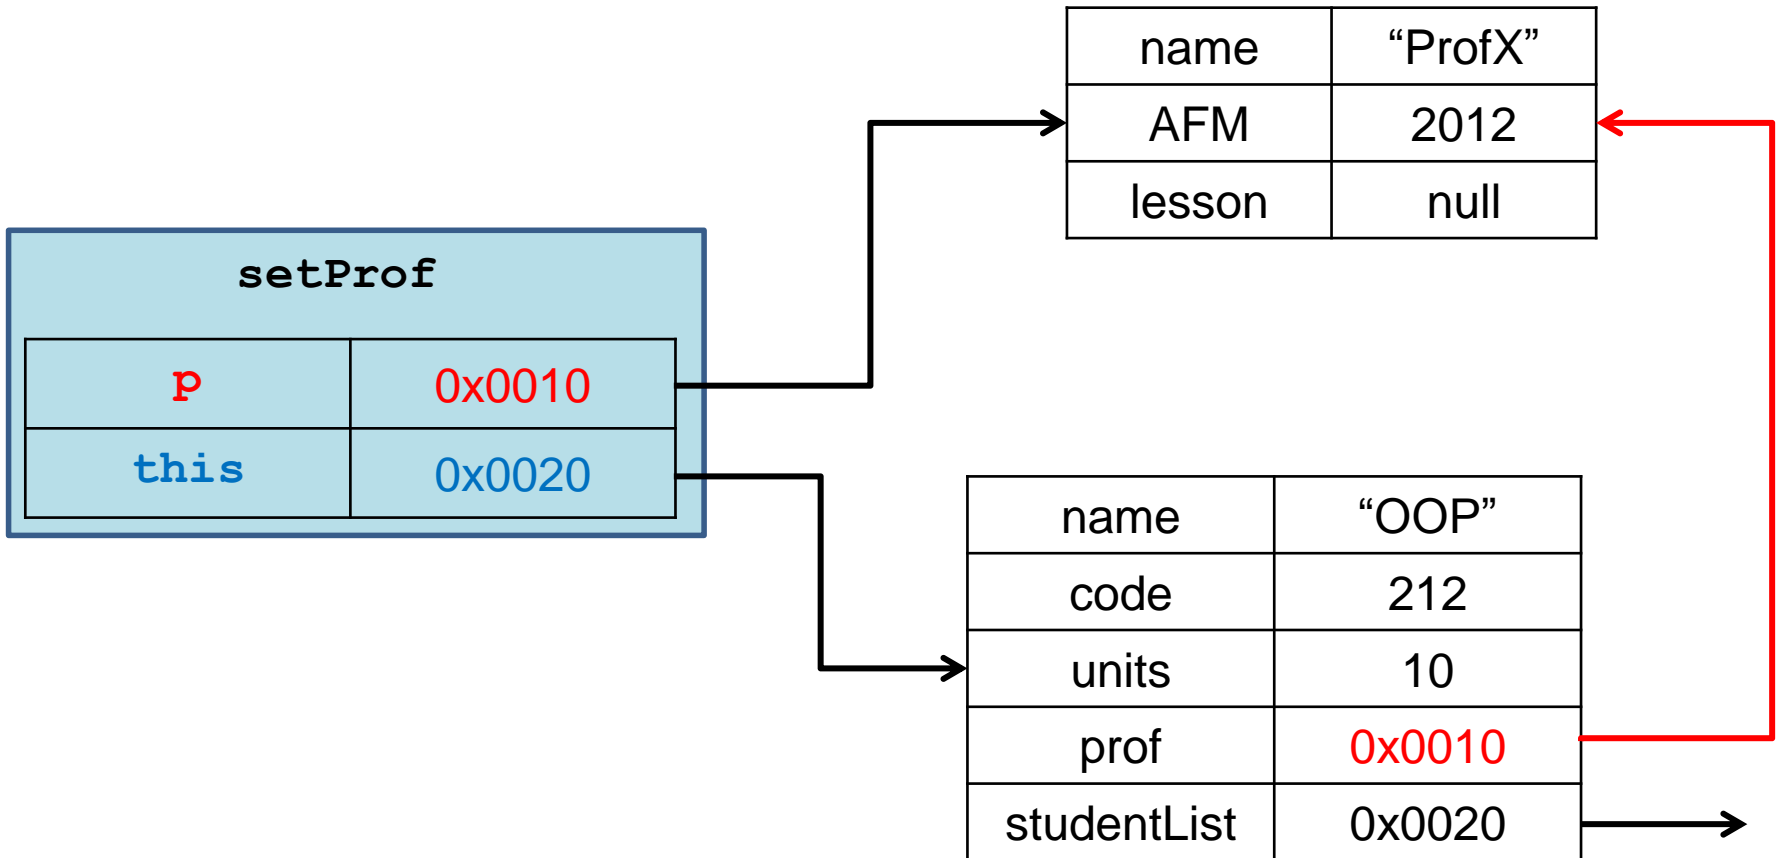 name “ProfX”
AFM 2012
lesson null
setProf
p 0x0010
this 0x0020
name “OOP”
code 212
units 10
prof 0x0010
studentList 0x0020